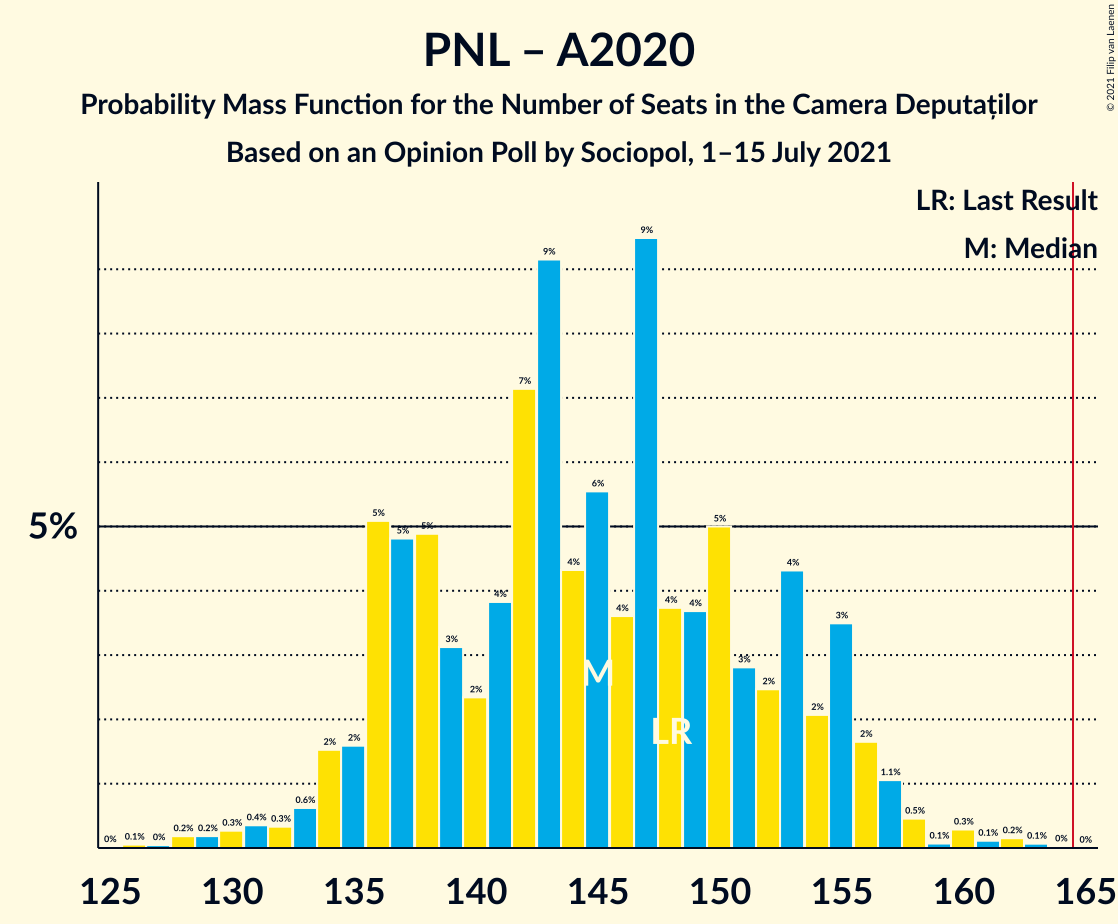 PNL – A2020
Probability Mass Function for the Number of Seats in the Camera Deputaților
Based on an Opinion Poll by Sociopol, 1–15 July 2021
© 2021 Filip van Laenen
LR: Last Result
M: Median
5%
0% 0.1% 0% 0.2% 0.2% 0.3% 0.4% 0.3% 0.6% 2% 2% 5% 5% 5% 3% 2% 4% 7% 9% 4% 6% 4% 9% 4% 4% 5% 3% 2% 4% 2% 3% 2% 1.1% 0.5% 0.1% 0.3% 0.1% 0.2% 0.1% 0% 0%
M
LR
125 130 135 140 145 150 155 160 165